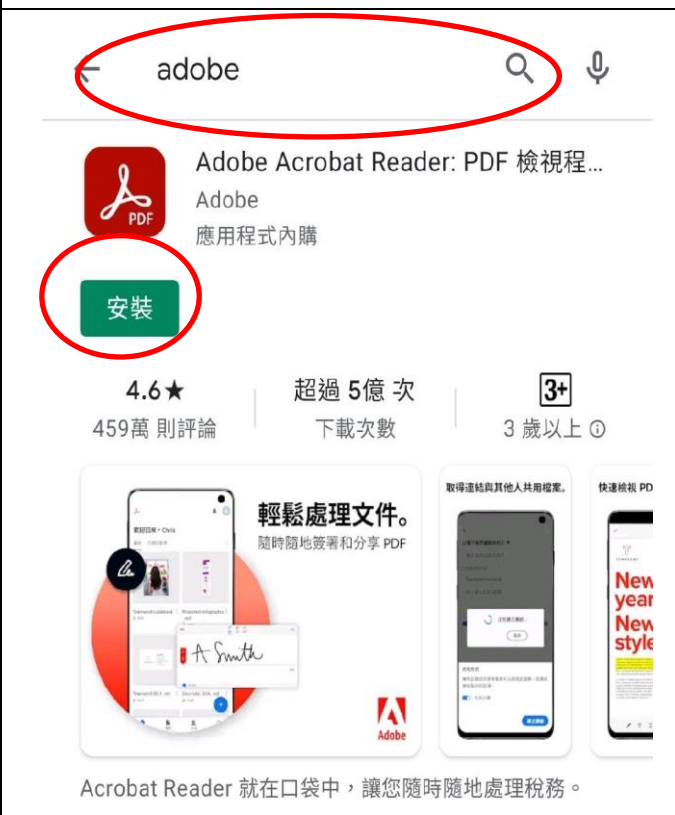 adobe
Adobe Acrobat Reader: PDF 檢視程...
PDF
Adobe
應用程式內購
安裝
4.6★
超過 5億 次
3+
459萬 則評論
下載次數
3 歲以上
輕鬆處理文件。
隨時隨地簽署和分享 PDF
A Smith
Adobe
取得連結與其他人共用檔案。
快速檢視 PD
New
year
New
style
Acrobat Reader 就在口袋中，讓您隨時隨地處理稅務。